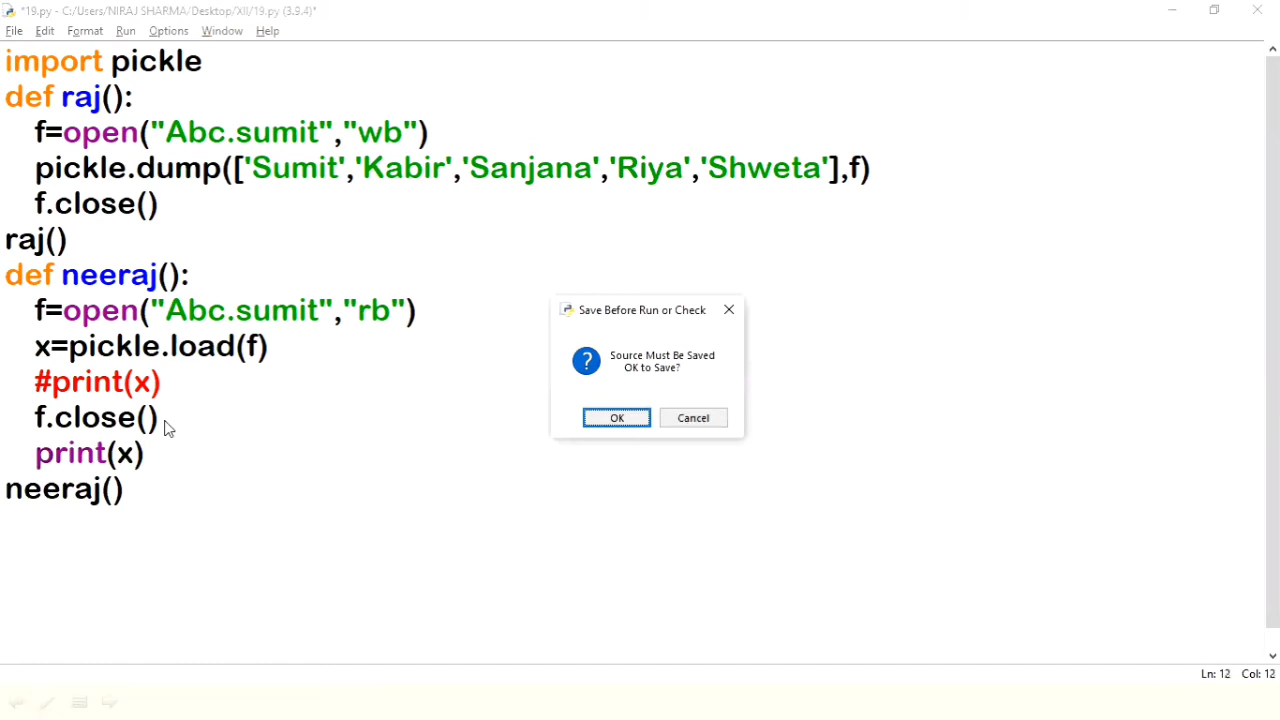 *19.py - C:/Users/NIRAJ SHARMA/Desktop/XII/19.py (3.9.4)*
File Edit Format Run Options Window Help
import pickle
def raj():
f=open("Abc.sumit","wb")
pickle.dump(['Sumit','Kabir','Sanjana','Riya','Shweta'],f)
f.close()
raj()
def neeraj():
f=open("Abc.sumit","rb")
x=pickle.load(f)
#print(x)
f.close()
print(x)
neeraj()
Save Before Run or Check
?
Source Must Be Saved
OK to Save?
OK Cancel
Ln: 12 Col: 12